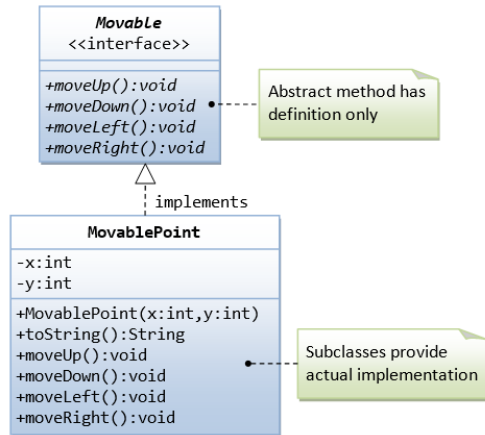 Movable
<<interface>>
+moveUp():void
+moveDown():void
+moveLeft():void
+moveRight():void
Abstract method has
definition only
implements
MovablePoint
-x:int
-y:int
+MovablePoint(x:int,y:int)
+toString():String
+moveUp():void
+moveDown():void
+moveLeft():void
+moveRight():void
Subclasses provide
actual implementation